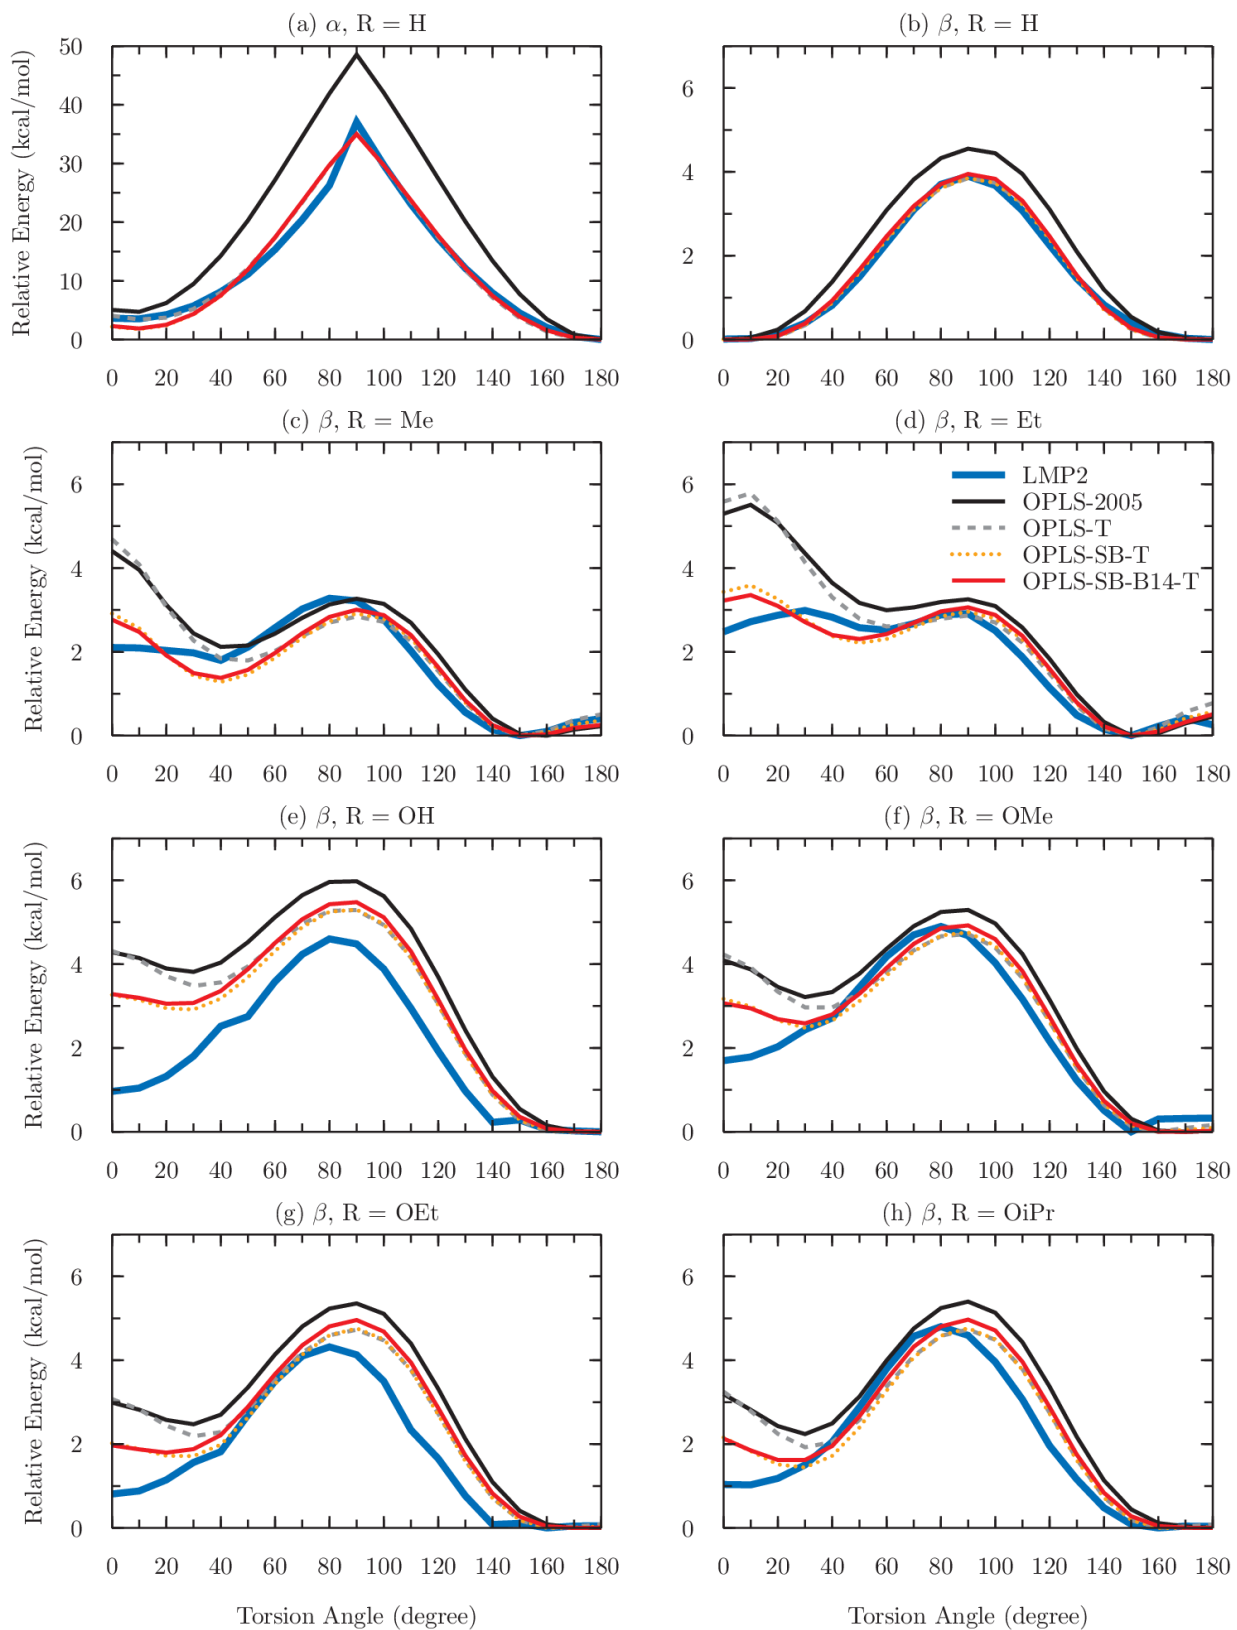 (a) α, R = H
(b) β, R = H
Relative Energy (kcal/mol)
50
40
30
20
10
0
6
4
2
0
0 20 40 60 80 100 120 140 160 180
0 20 40 60 80 100 120 140 160 180
(c) β, R = Me
(d) β, R = Et
Relative Energy (kcal/mol)
6
4
2
0
6
4
2
0
LMP2
OPLS-2005
OPLS-T
OPLS-SB-T
OPLS-SB-B14-T
0 20 40 60 80 100 120 140 160 180
0 20 40 60 80 100 120 140 160 180
(e) β, R = OH
(f) β, R = OMe
Relative Energy (kcal/mol)
6
4
2
0
6
4
2
0
0 20 40 60 80 100 120 140 160 180
0 20 40 60 80 100 120 140 160 180
(g) β, R = OEt
(h) β, R = OiPr
Relative Energy (kcal/mol)
6
4
2
0
6
4
2
0
0 20 40 60 80 100 120 140 160 180
0 20 40 60 80 100 120 140 160 180
Torsion Angle (degree)
Torsion Angle (degree)